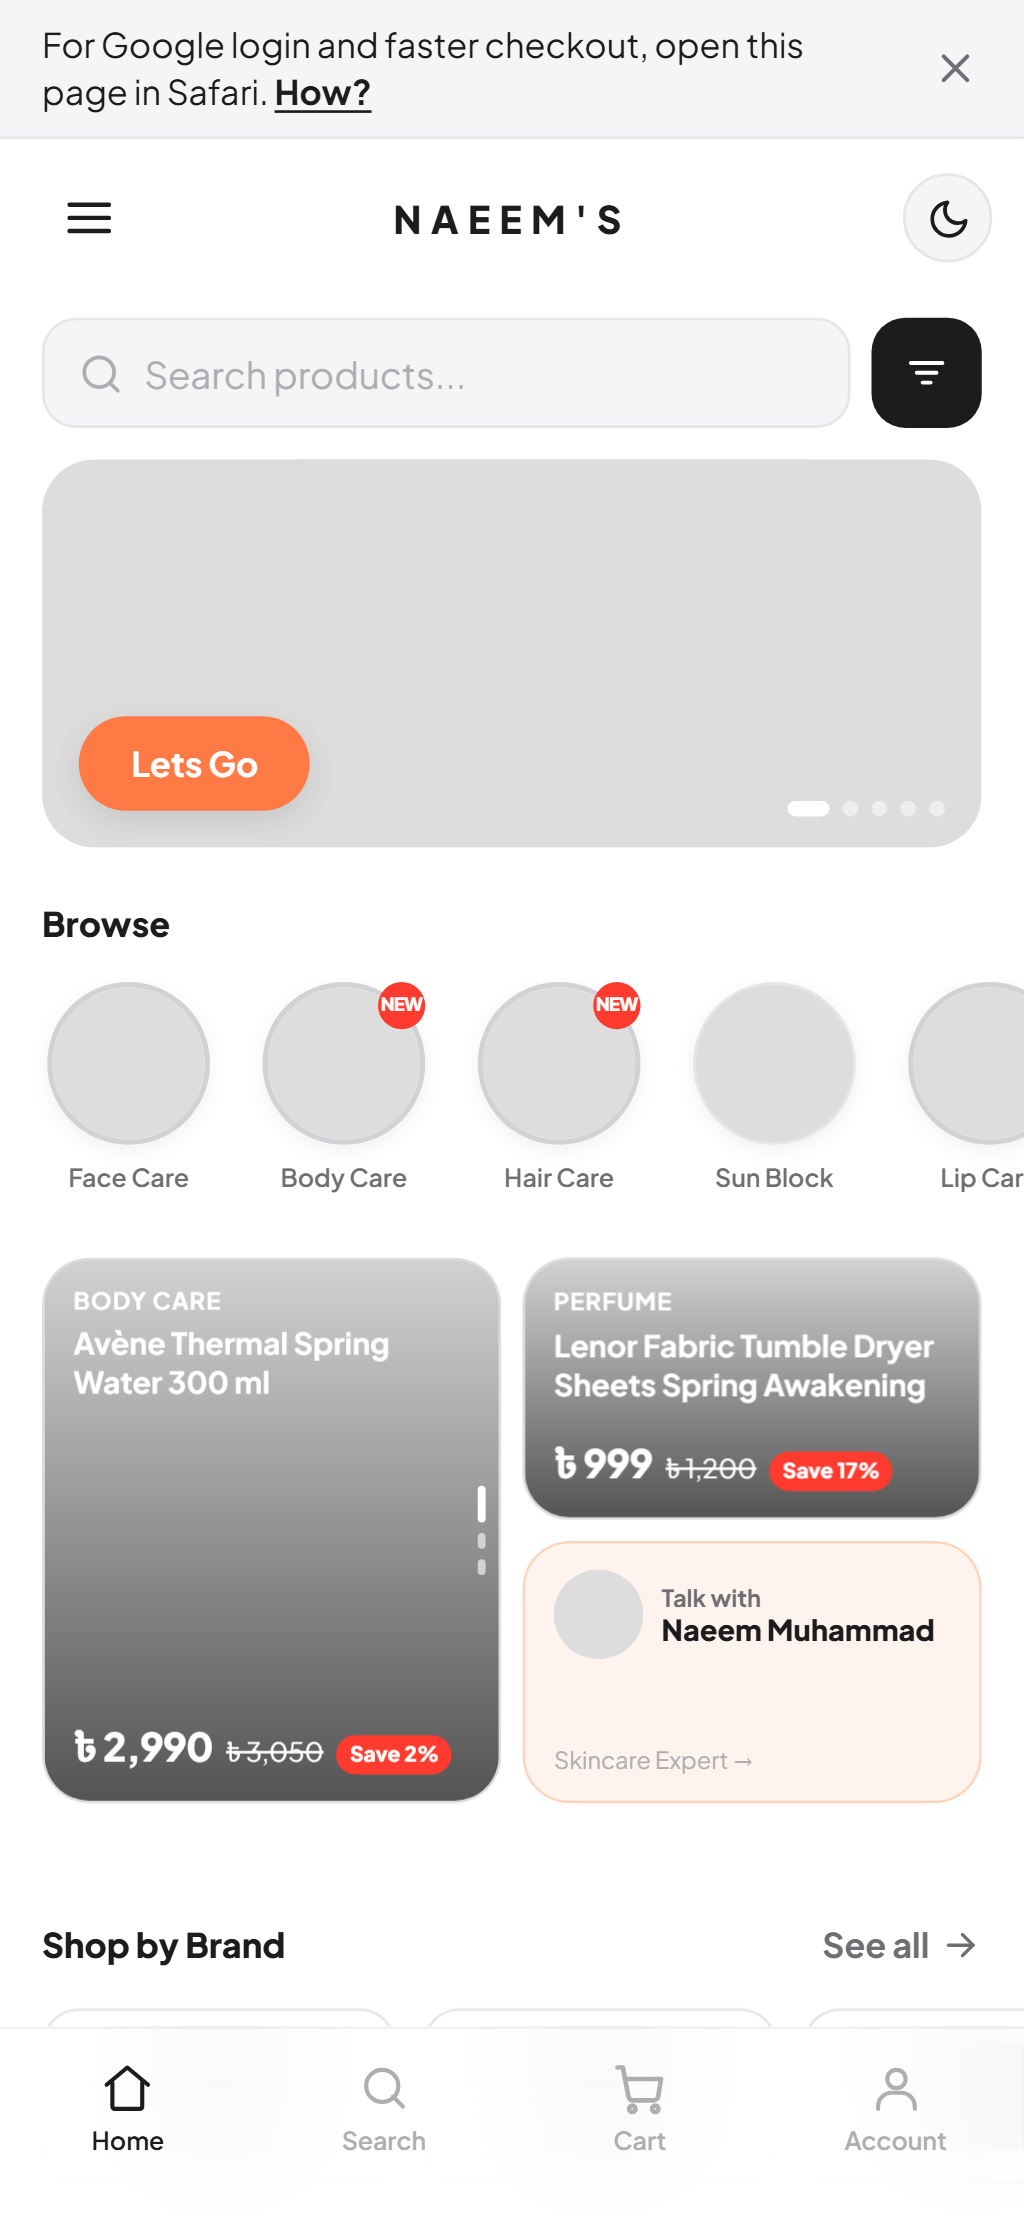 For Google login and faster checkout, open this
page in Safari. How?
NAEEM'S
Search products...
Lets Go
Browse
NEW
NEW
Face Care
Body Care
Hair Care
Sun Block
Lip Car
BODY CARE
Avène Thermal Spring
Water 300 ml
৳ 2,990 ৳ 3,050 Save 2%
PERFUME
Lenor Fabric Tumble Dryer
Sheets Spring Awakening
৳ 999 ৳ 1,200 Save 17%
Talk with
Naeem Muhammad
Skincare Expert →
Shop by Brand
See all →
Home
Search
Cart
Account